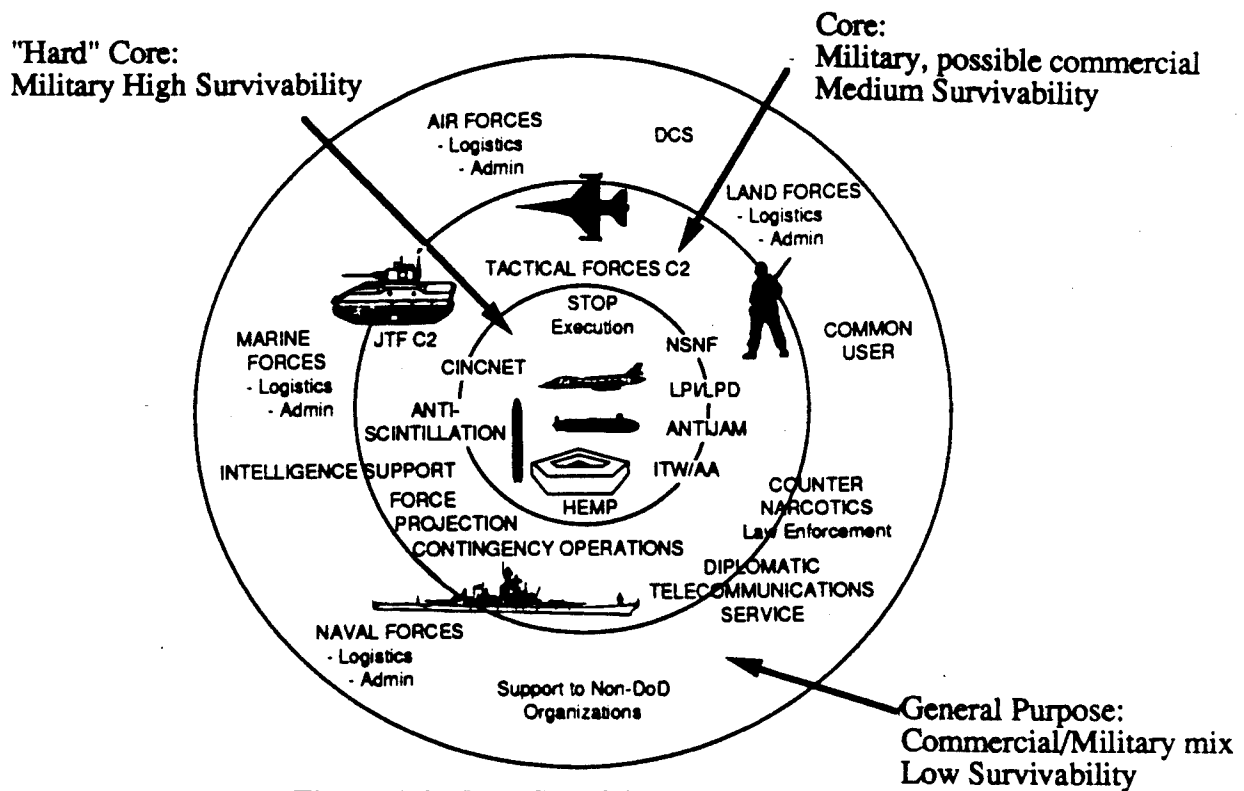 "Hard" Core:
Military High Survivability
Core:
Military, possible commercial
Medium Survivability
AIR FORCES
- Logistics
- Admin
DCS
LAND FORCES
- Logistics
- Admin
TACTICAL FORCES C2
STOP
Execution
JTF C2
NSNF
MARINE
FORCES
- Logistics
- Admin
COMMON
USER
CINCNET
LPI/LPD
ANTI-
SCINTILLATION
ANTIJAM
INTELLIGENCE SUPPORT
ITW/AA
HEMP
FORCE
PROJECTION
CONTINGENCY OPERATIONS
COUNTER
NARCOTICS
Law Enforcement
DIPLOMATIC
TELECOMMUNICATIONS
SERVICE
NAVAL FORCES
- Logistics
- Admin
Support to Non-DoD
Organizations
General Purpose:
Commercial/Military mix
Low Survivability